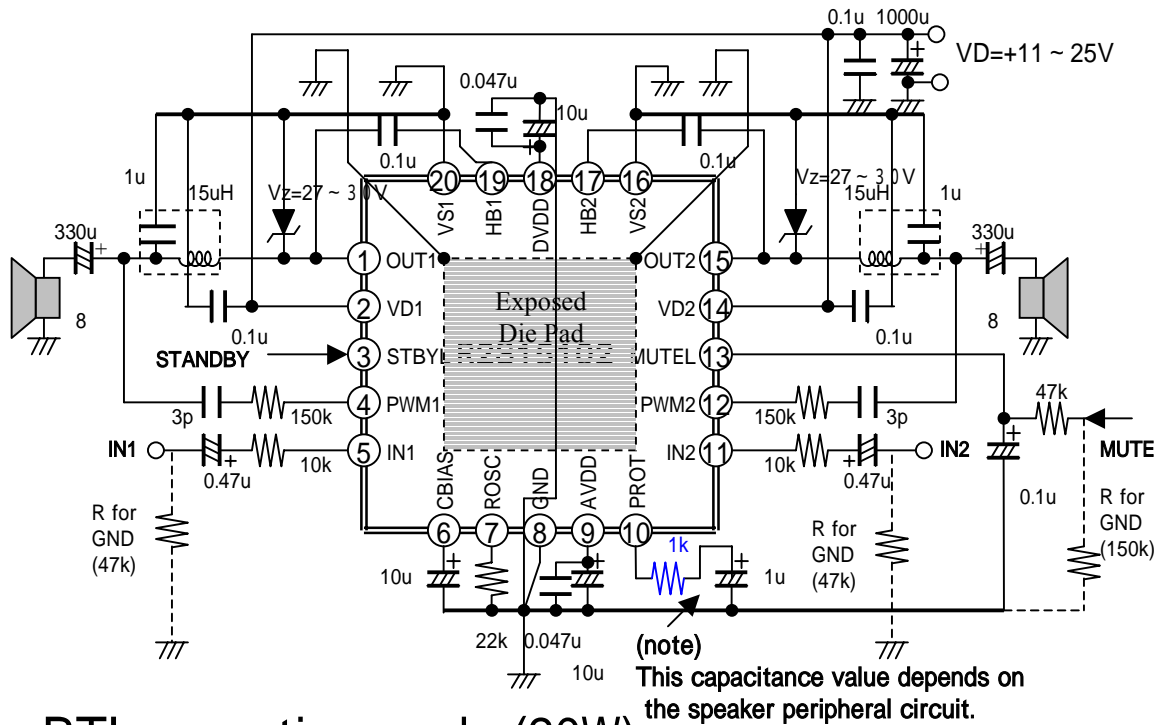 0.1u 1000u
VD=+11 ~ 25V
0.047u
10u
0.1u
0.1u
1u
15uH
Vz=27 ~ 30V
Vz=27 ~ 30V
15uH
1u
330u
330u
20
19
18
17
16
VS1
HB1
DVDD
HB2
VS2
1 OUT1
OUT2 15
Exposed
Die Pad
2 VD1
VD2 14
8
0.1u
0.1u
8
STANDBY
3 STBYL
MUTEL 13
4 PWM1
PWM2 12
3p
150k
150k
3p
47k
MUTE
IN1
5 IN1
IN2 11
IN2
0.47u
10k
10k
0.47u
0.1u
CBIAS
ROSC
GND
AVDD
PROT
6
7
8
9
10
R for
GND
(47k)
R for
GND
(47k)
R for
GND
(150k)
10u
1k
1u
22k
0.047u
10u
(note)
This capacitance value depends on
the speaker peripheral circuit.